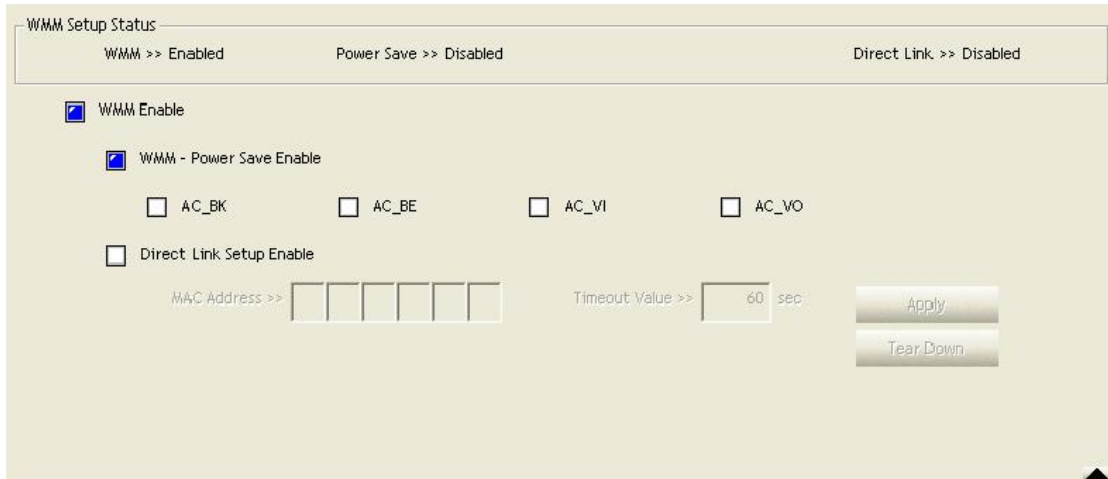 WMM Setup Status
WMM >> Enabled Power Save >> Disabled Direct Link >> Disabled
WMM Enable
WMM - Power Save Enable
AC_BK AC_BE AC_VI AC_VO
Direct Link Setup Enable
MAC Address >> Timeout Value >> 60 sec Apply
Tear Down